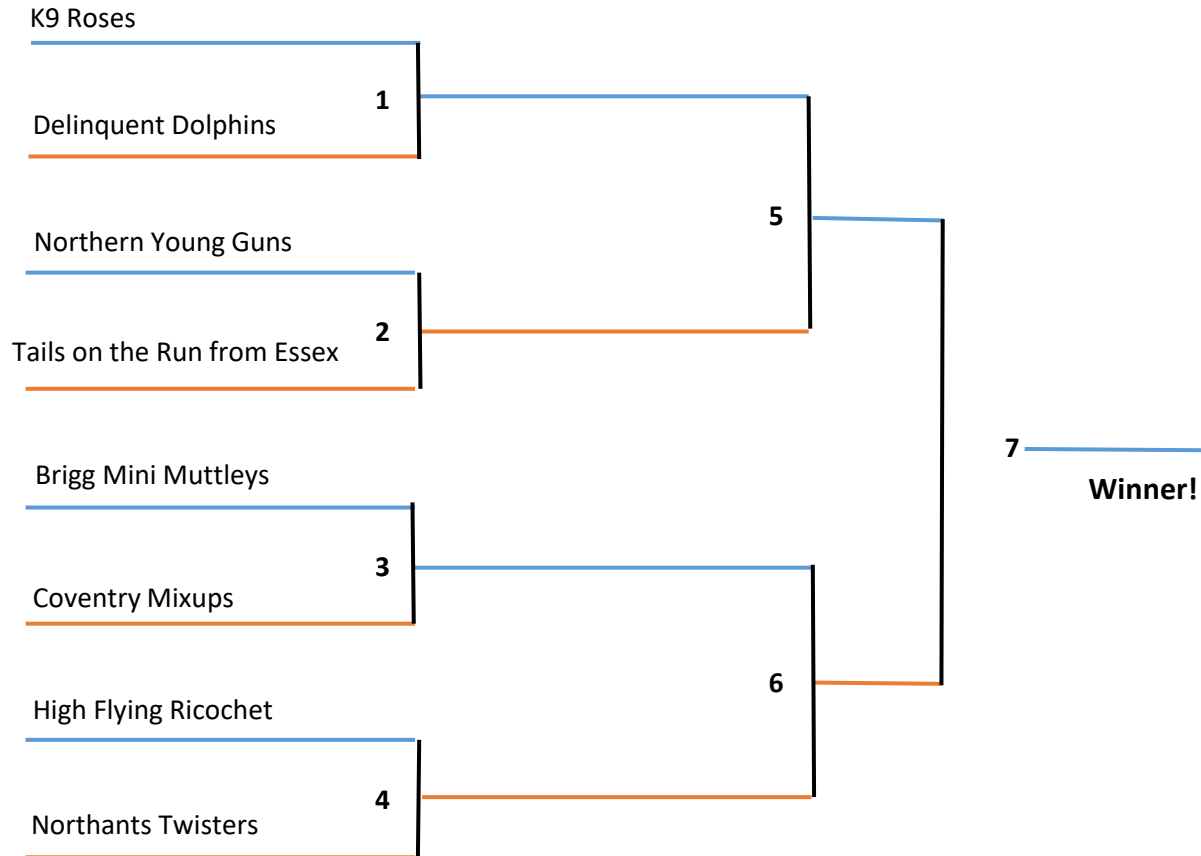 K9 Roses
1
Delinquent Dolphins
5
Northern Young Guns
2
Tails on the Run from Essex
7
Brigg Mini Muttleys
Winner!
3
Coventry Mixups
6
High Flying Ricochet
4
Northants Twisters